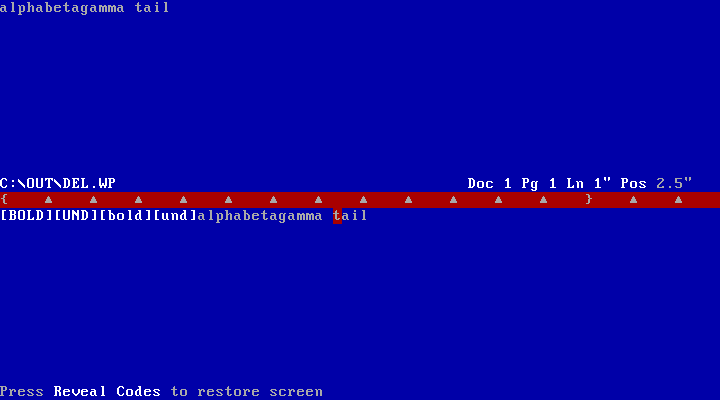 alphabetagamma tail
C:\OUT\DEL.WP Doc 1 Pg 1 Ln 1" Pos 2.5"
{ ▲ ▲ ▲ ▲ ▲ ▲ ▲ ▲ ▲ ▲ ▲ ▲ } ▲ ▲
[BOLD][UND][bold][und]alphabetagamma tail
Press Reveal Codes to restore screen